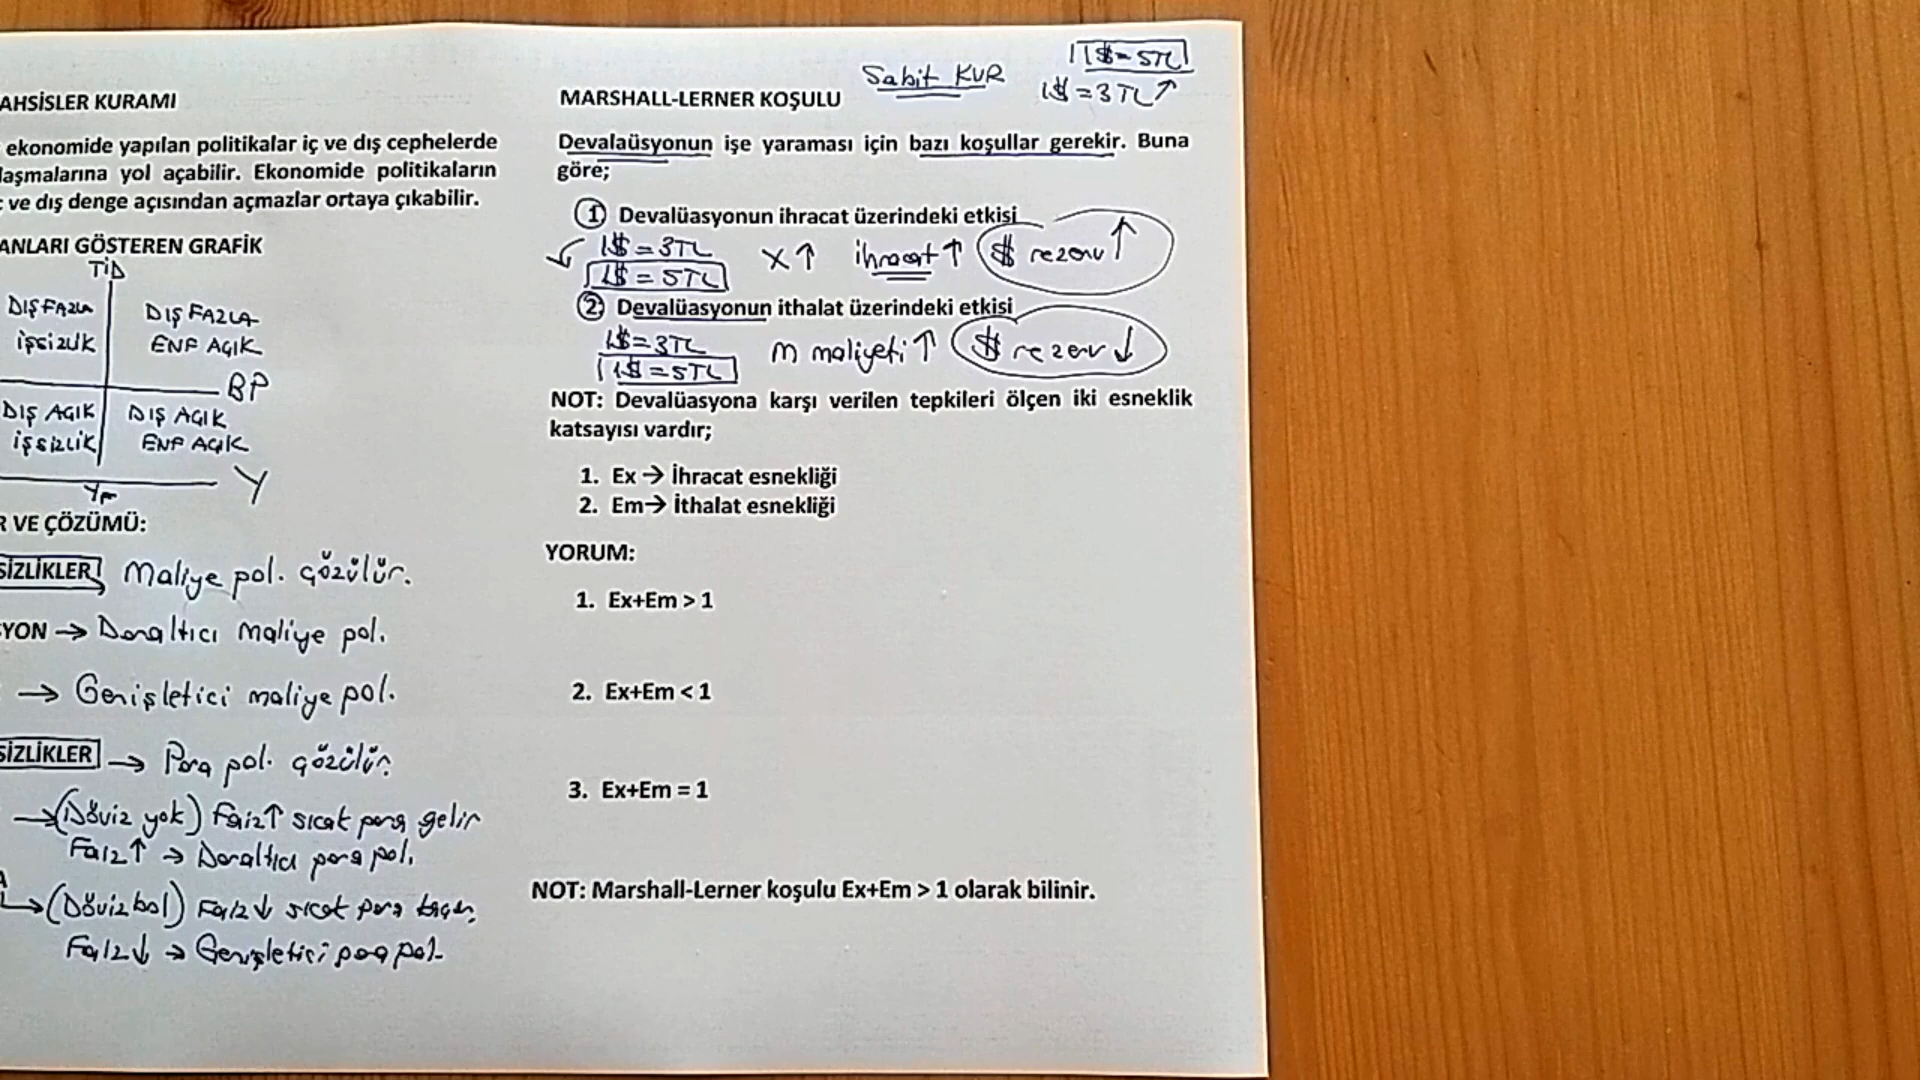 AHSİSLER KURAMI
ekonomide yapılan politikalar iç ve dış cephelerde
laşmalarına yol açabilir. Ekonomide politikaların
ve dış denge açısından açmazlar ortaya çıkabilir.
ANLARI GÖSTEREN GRAFİK
TİD
DIŞ FAZLA
İŞSİZLİK
DIŞ FAZLA
ENF AÇIK
BP
DIŞ AÇIK
İŞSİZLİK
DIŞ AÇIK
ENF AÇIK
Y
R VE ÇÖZÜMÜ:
SİZLİKLER Maliye pol. çözülür.
SYON → Daraltıcı maliye pol.
→ Genişletici maliye pol.
SİZLİKLER → Para pol. çözülür.
→ (Döviz yok) Faiz↑ sıcak para gelir
Faiz↑ → Daraltıcı para pol.
→ (Döviz bol) Faiz↓ sıcak para kaçar.
Faiz↓ → Genişletici para pol.
Sabit KUR
1$ = 5TL
1$ = 3TL ↑
MARSHALL-LERNER KOŞULU
Devalaüsyonun işe yaraması için bazı koşullar gerekir. Buna
göre;
1) Devalüasyonun ihracat üzerindeki etkisi
1$ = 3TL
1$ = 5TL
X↑ ihracat↑ $ rezerv↑
2) Devalüasyonun ithalat üzerindeki etkisi
1$ = 3TL
1$ = 5TL
m maliyeti↑ $ rezerv↓
NOT: Devalüasyona karşı verilen tepkileri ölçen iki esneklik
katsayısı vardır;
1. Ex → İhracat esnekliği
2. Em→ İthalat esnekliği
YORUM:
1. Ex+Em > 1
2. Ex+Em < 1
3. Ex+Em = 1
NOT: Marshall-Lerner koşulu Ex+Em > 1 olarak bilinir.